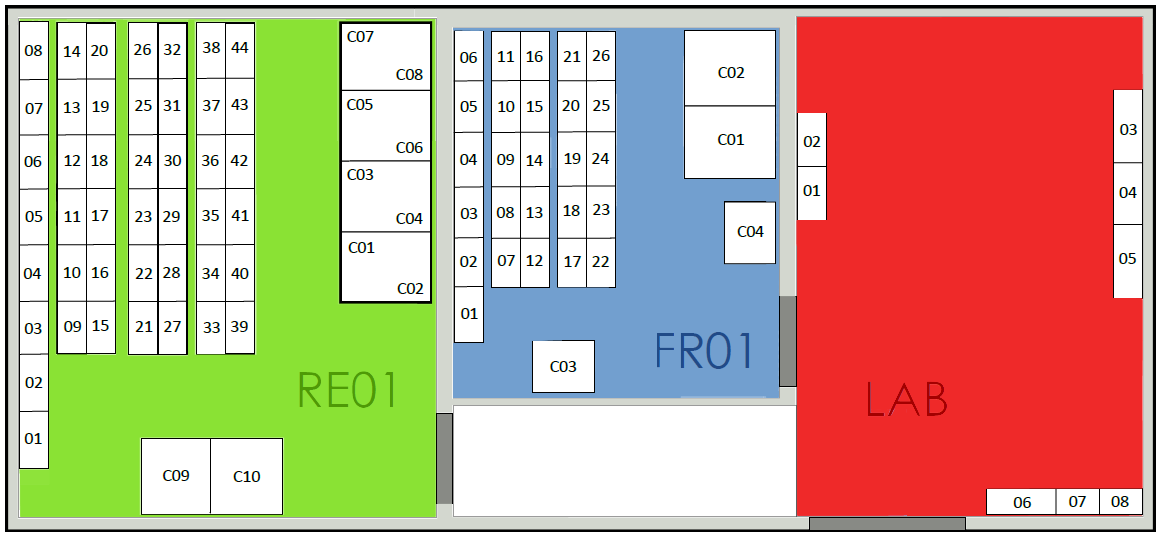 08 14 20 26 32 38 44 C07
C08
07 13 19 25 31 37 43 C05
C06
06 12 18 24 30 36 42 C03
C04
05 11 17 23 29 35 41
04 10 16 22 28 34 40 C01
C02
03 09 15 21 27 33 39
02
01
RE01
C09 C10
06 11 16 21 26 C02
05 10 15 20 25
04 09 14 19 24 C01
03 08 13 18 23 C04
02 07 12 17 22
01
C03
FR01
02
01
03
04
05
LAB
06 07 08